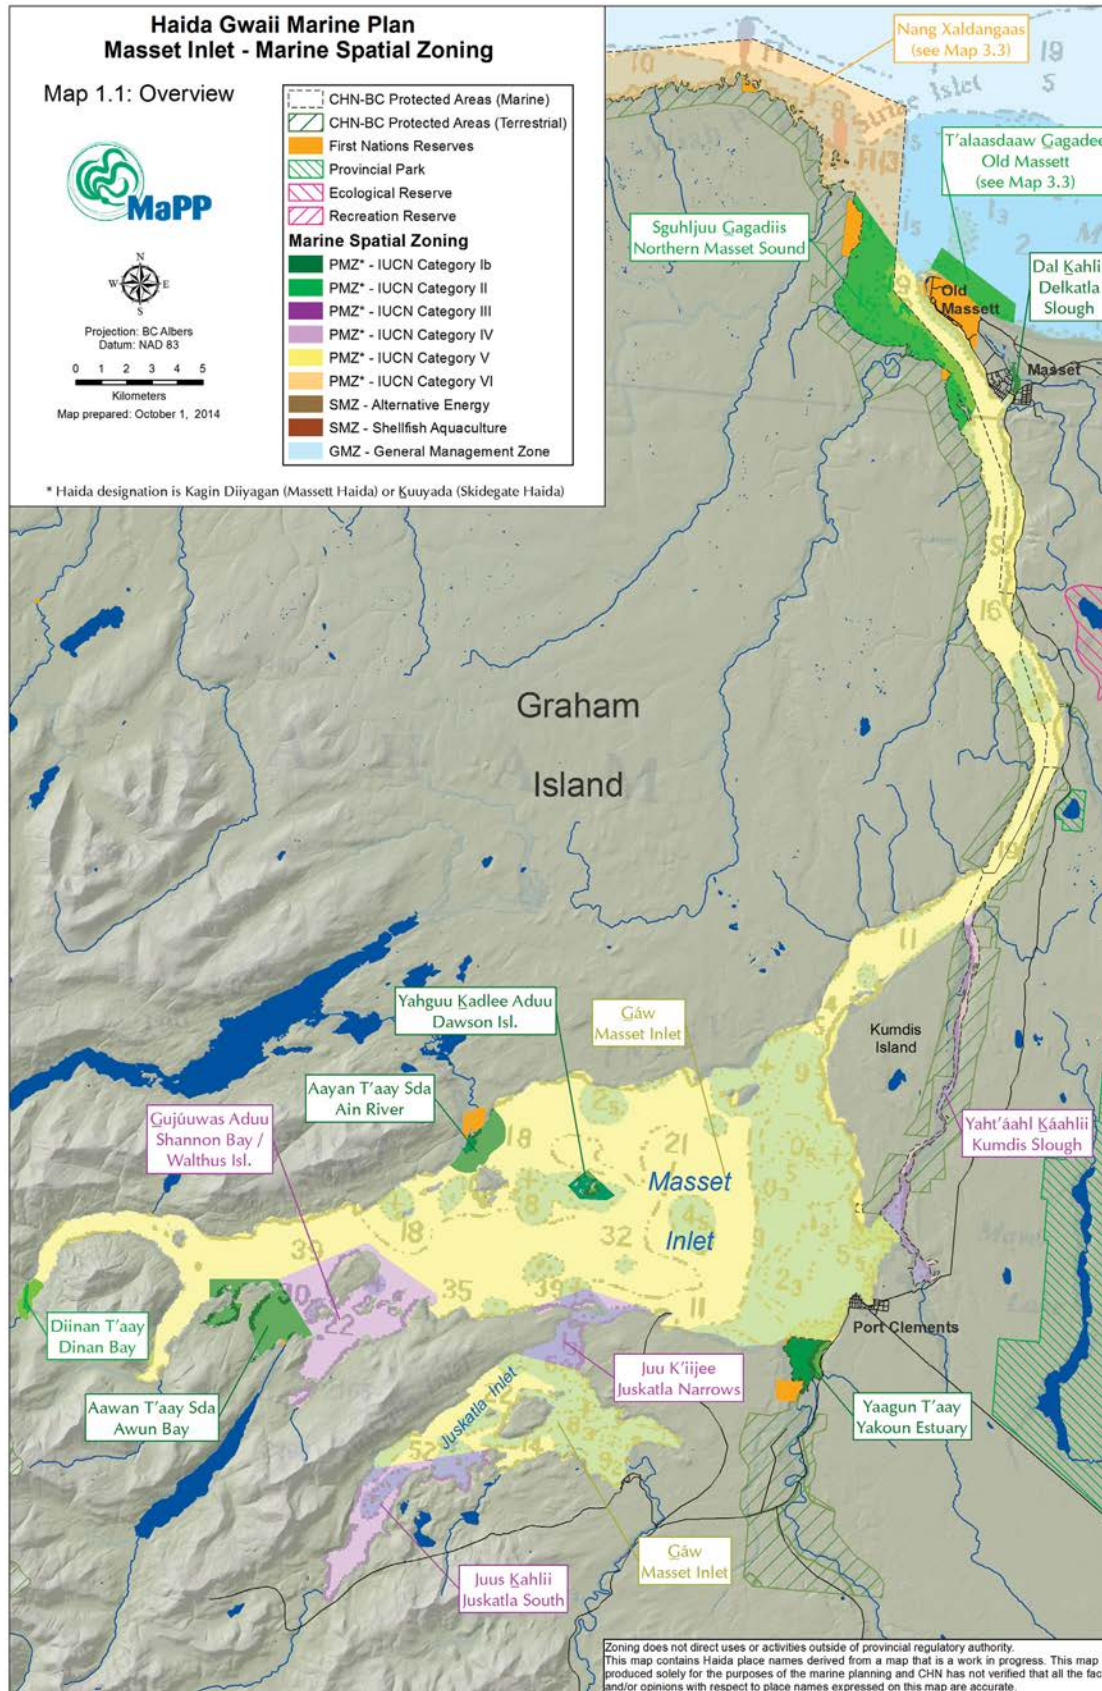 Haida Gwaii Marine Plan
Masset Inlet - Marine Spatial Zoning
Map 1.1: Overview
MaPP
N
W
E
S
Projection: BC Albers
Datum: NAD 83
0 1 2 3 4 5
Kilometers
Map prepared: October 1, 2014
CHN-BC Protected Areas (Marine)
CHN-BC Protected Areas (Terrestrial)
First Nations Reserves
Provincial Park
Ecological Reserve
Recreation Reserve
Marine Spatial Zoning
PMZ* - IUCN Category Ib
PMZ* - IUCN Category II
PMZ* - IUCN Category III
PMZ* - IUCN Category IV
PMZ* - IUCN Category V
PMZ* - IUCN Category VI
SMZ - Alternative Energy
SMZ - Shellfish Aquaculture
GMZ - General Management Zone
* Haida designation is Kagin Diiyagan (Massett Haida) or K̲uuyada (Skidegate Haida)
Nang Xaldangaas
(see Map 3.3)
T'alaasdaaw G̲agadee
Old Massett
(see Map 3.3)
Sguhljuu G̲agadiis
Northern Masset Sound
Dal K̲ahli
Delkatla
Slough
Old
Massett
Masset
Graham
Island
Kumdis
Island
Yahguu K̲adlee Aduu
Dawson Isl.
G̲áw
Masset Inlet
Aayan T'aay Sda
Ain River
G̲ujúuwas Aduu
Shannon Bay /
Walthus Isl.
Yaht'áahl K̲áahlii
Kumdis Slough
Masset
Inlet
Port Clements
Diinan T'aay
Dinan Bay
Aawan T'aay Sda
Awun Bay
Juskatla Inlet
Juu K'iijee
Juskatla Narrows
Yaagun T'aay
Yakoun Estuary
Juus K̲ahlii
Juskatla South
G̲áw
Masset Inlet
Zoning does not direct uses or activities outside of provincial regulatory authority.
This map contains Haida place names derived from a map that is a work in progress. This map
produced solely for the purposes of the marine planning and CHN has not verified that all the fac
and/or opinions with respect to place names expressed on this map are accurate.